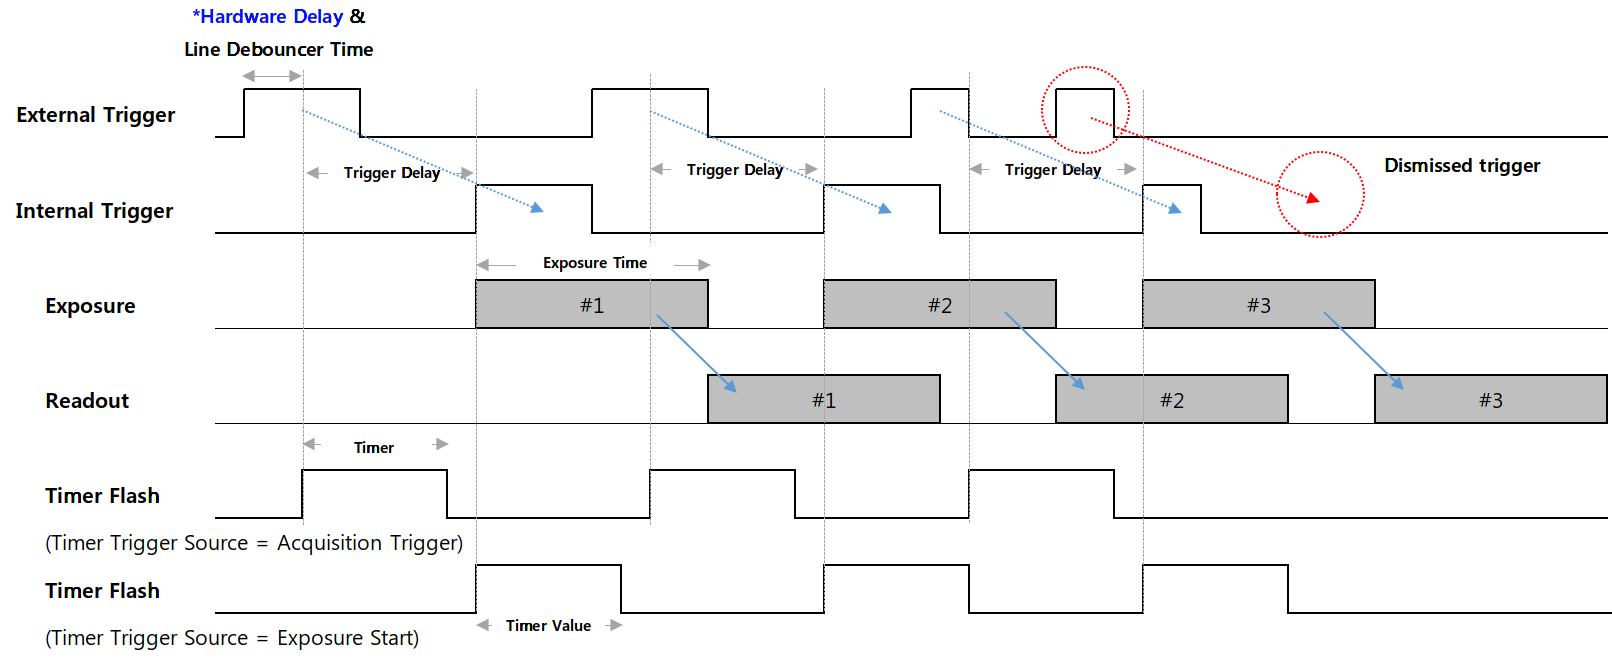 *Hardware Delay &
Line Debouncer Time
External Trigger
Dismissed trigger
Trigger Delay
Trigger Delay
Trigger Delay
Internal Trigger
Exposure Time
Exposure
#1
#2
#3
Readout
#1
#2
#3
Timer
Timer Flash
(Timer Trigger Source = Acquisition Trigger)
Timer Flash
Timer Value
(Timer Trigger Source = Exposure Start)